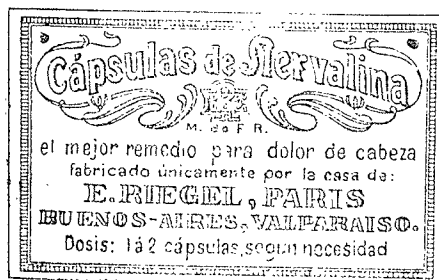 Cápsulas de Nervalina
M. de F. R.
el mejor remedio para dolor de cabeza
fabricado únicamente por la casa de:
E. RIEGEL, PARIS
BUENOS-AIRES, VALPARAISO.
Dosis: 1 á 2 cápsulas, segun necesidad